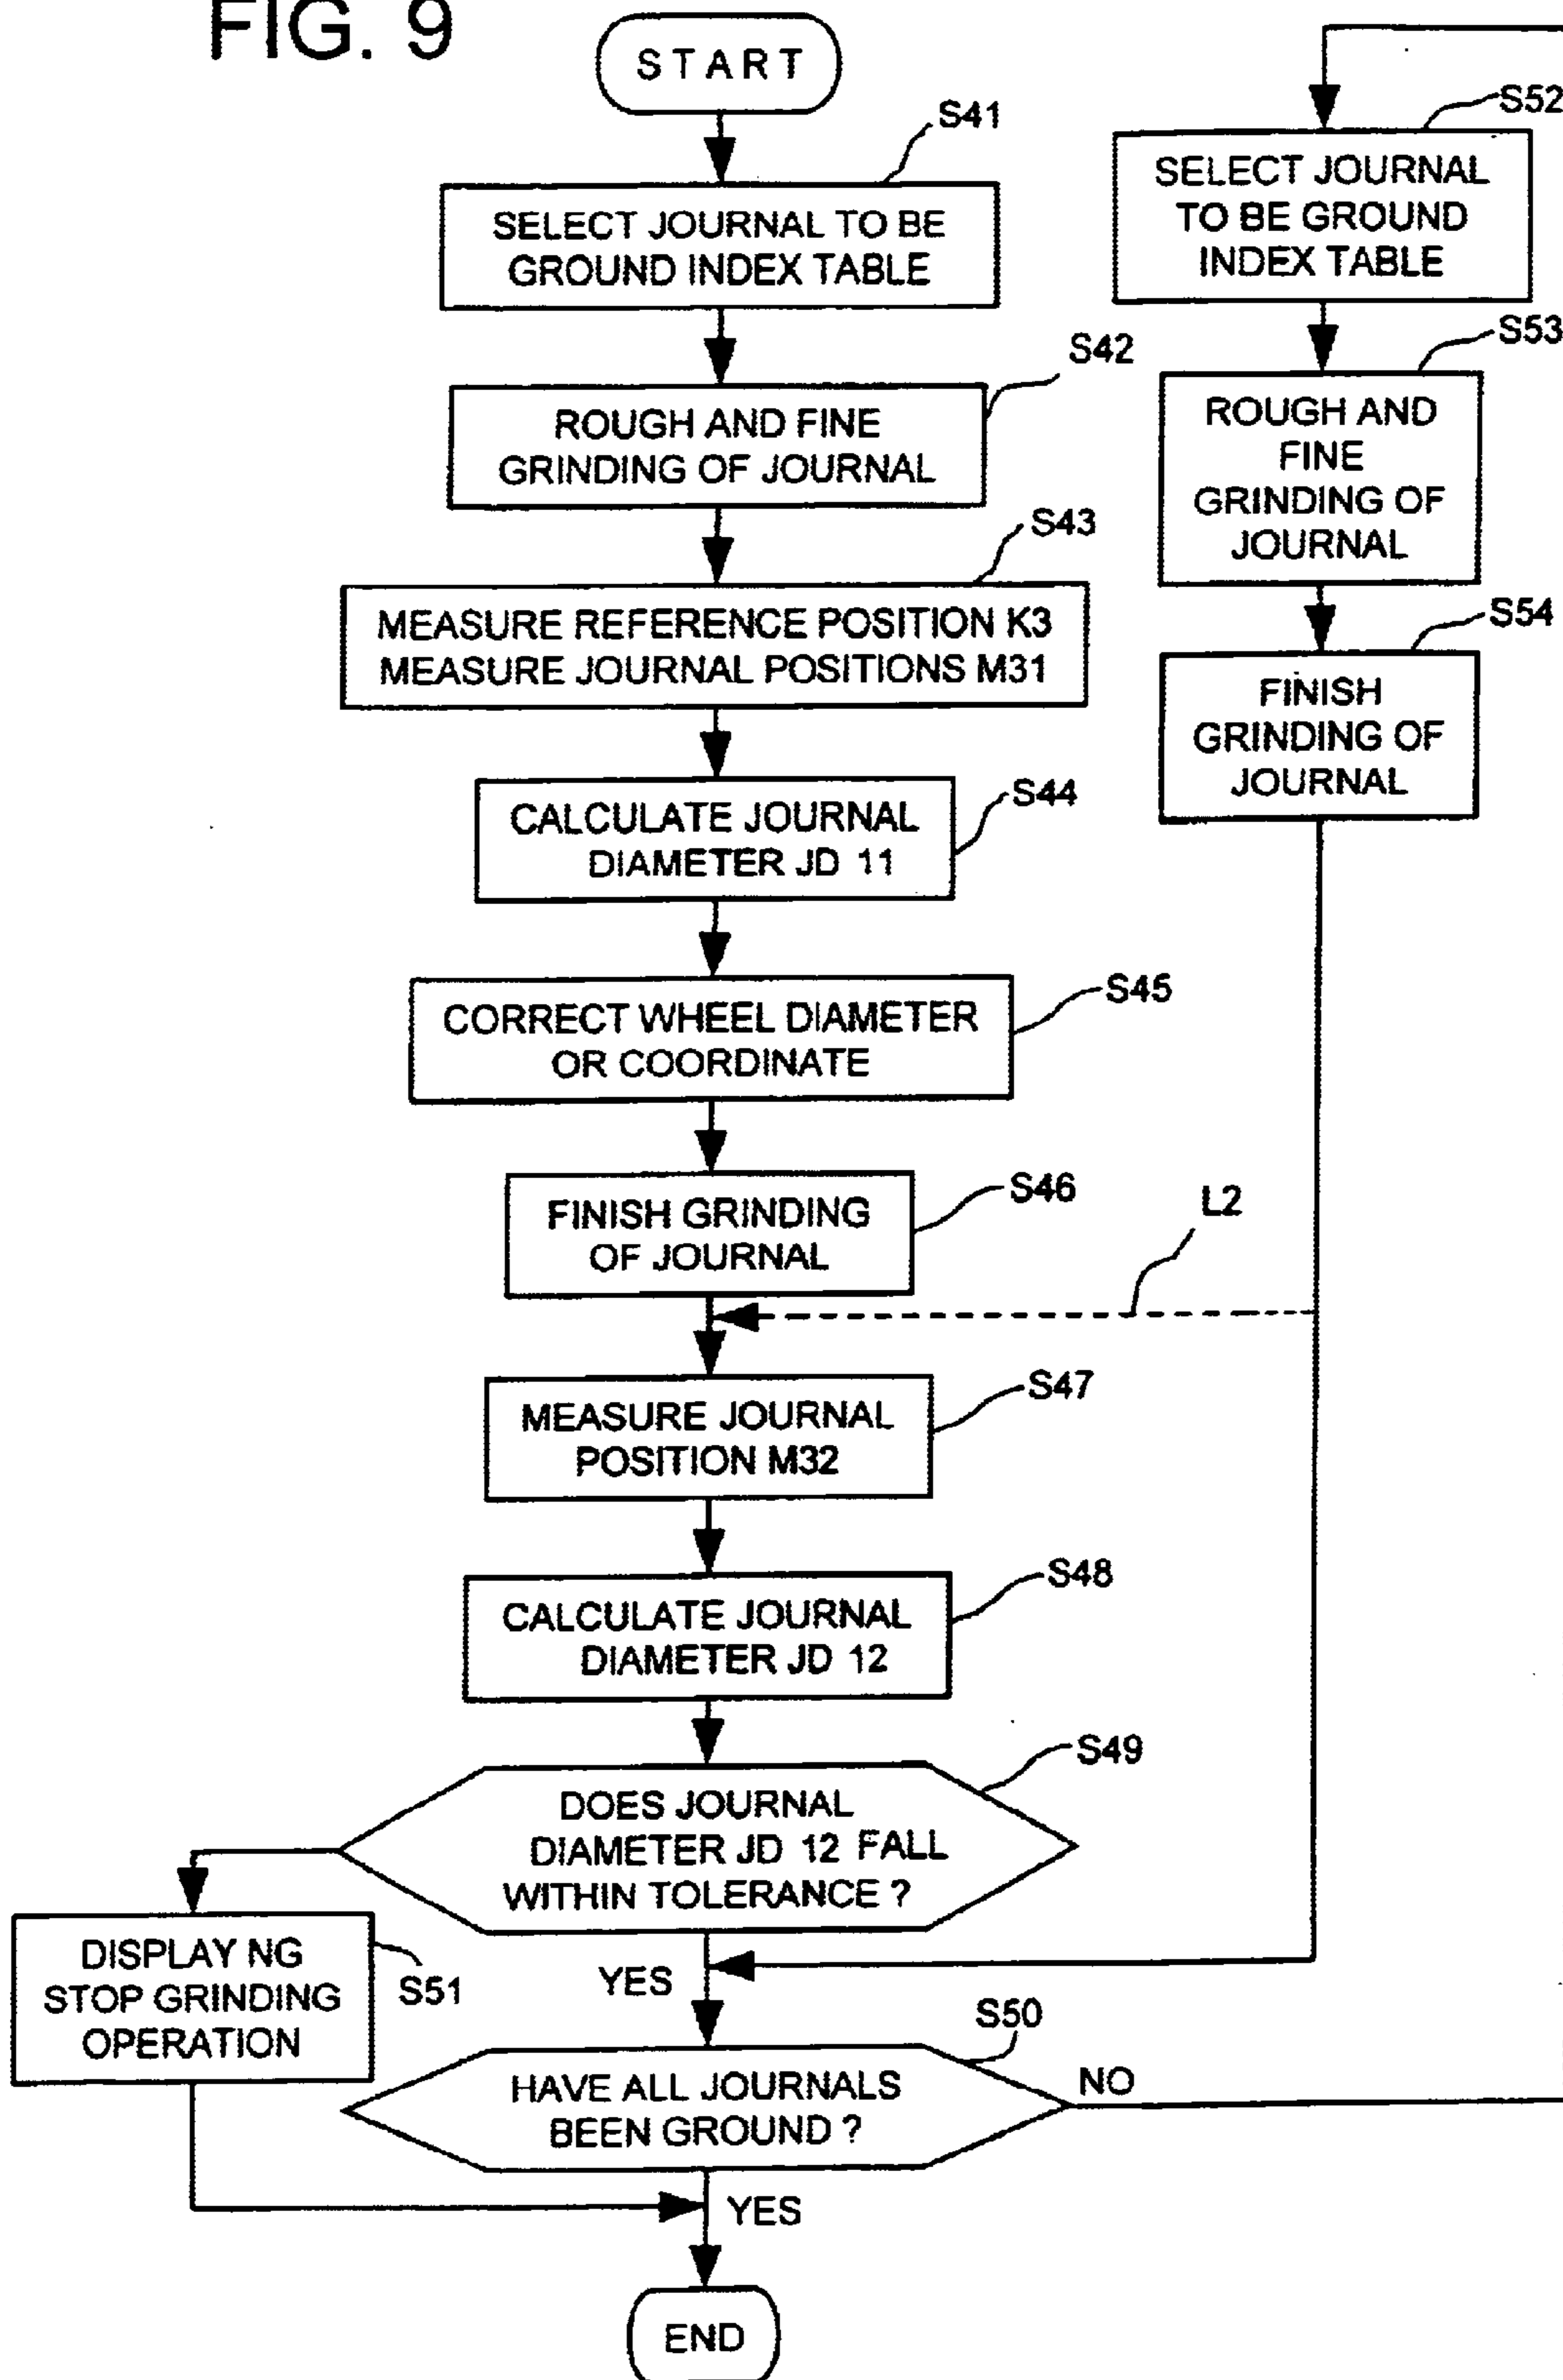 FIG. 9
START
S41
SELECT JOURNAL TO BE
GROUND INDEX TABLE
S42
ROUGH AND FINE
GRINDING OF JOURNAL
S43
MEASURE REFERENCE POSITION K3
MEASURE JOURNAL POSITIONS M31
S44
CALCULATE JOURNAL
DIAMETER JD 11
S45
CORRECT WHEEL DIAMETER
OR COORDINATE
S46
FINISH GRINDING
OF JOURNAL
L2
S47
MEASURE JOURNAL
POSITION M32
S48
CALCULATE JOURNAL
DIAMETER JD 12
S49
DOES JOURNAL
DIAMETER JD 12 FALL
WITHIN TOLERANCE ?
YES
DISPLAY NG
STOP GRINDING
OPERATION
S51
S50
HAVE ALL JOURNALS
BEEN GROUND ?
NO
YES
END
S52
SELECT JOURNAL
TO BE GROUND
INDEX TABLE
S53
ROUGH AND
FINE
GRINDING OF
JOURNAL
S54
FINISH
GRINDING OF
JOURNAL